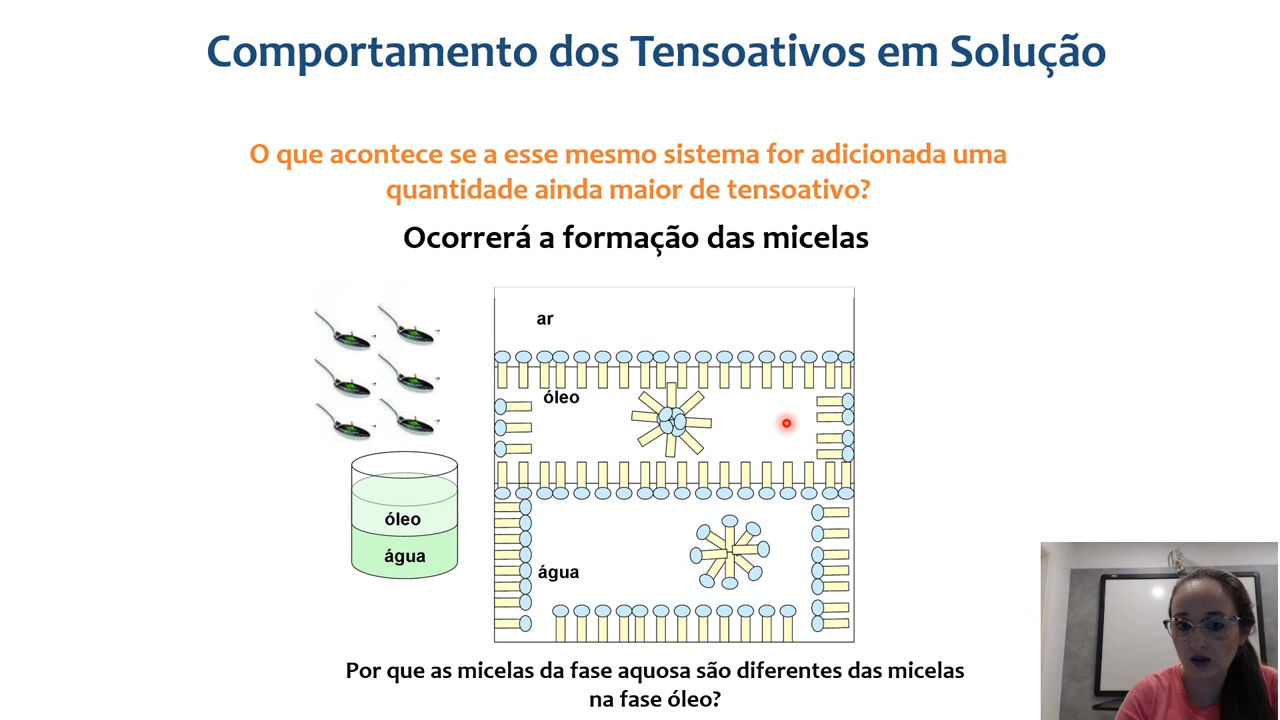 Comportamento dos Tensoativos em Solução
O que acontece se a esse mesmo sistema for adicionada uma
quantidade ainda maior de tensoativo?
Ocorrerá a formação das micelas
ar
óleo
óleo
água
água
Por que as micelas da fase aquosa são diferentes das micelas
na fase óleo?